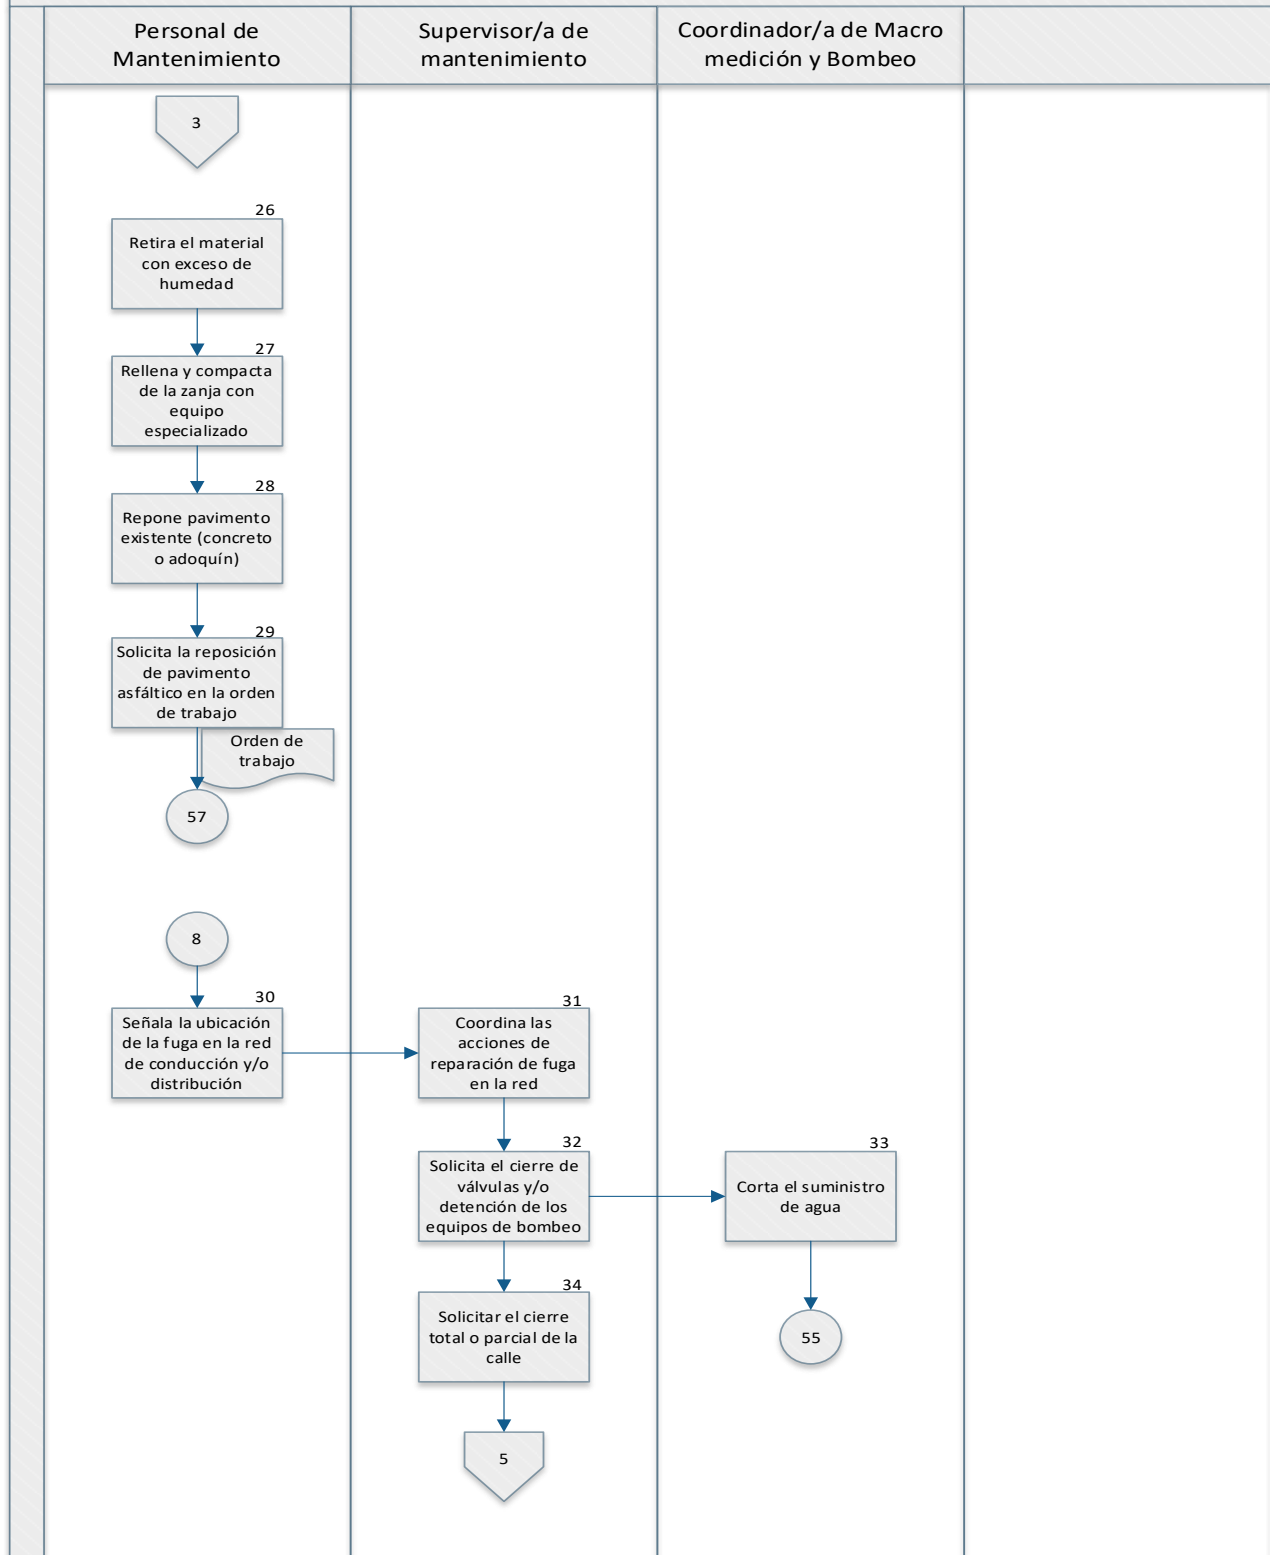 Personal de
Mantenimiento
Supervisor/a de
mantenimiento
Coordinador/a de Macro
medición y Bombeo
3
26
Retira el material
con exceso de
humedad
27
Rellena y compacta
de la zanja con
equipo
especializado
28
Repone pavimento
existente (concreto
o adoquín)
29
Solicita la reposición
de pavimento
asfáltico en la orden
de trabajo
Orden de
trabajo
57
8
30
Señala la ubicación
de la fuga en la red
de conducción y/o
distribución
31
Coordina las
acciones de
reparación de fuga
en la red
32
Solicita el cierre de
válvulas y/o
detención de los
equipos de bombeo
33
Corta el suministro
de agua
34
Solicitar el cierre
total o parcial de la
calle
55
5